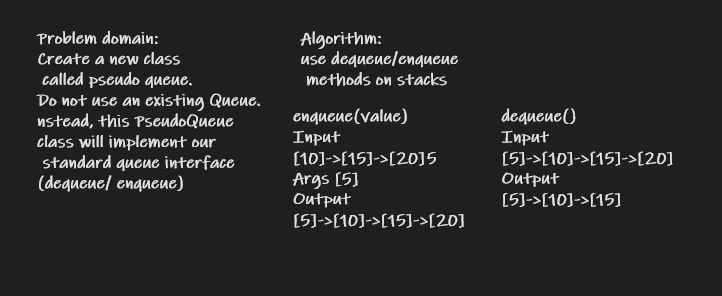 Problem domain:
Create a new class
called pseudo queue.
Do not use an existing Queue.
nstead, this PseudoQueue
class will implement our
standard queue interface
(dequeue/ enqueue)
Algorithm:
use dequeue/enqueue
methods on stacks
enqueue(value)
Input
[10]->[15]->[20]5
Args [5]
Output
[5]->[10]->[15]->[20]
dequeue()
Input
[5]->[10]->[15]->[20]
Output
[5]->[10]->[15]